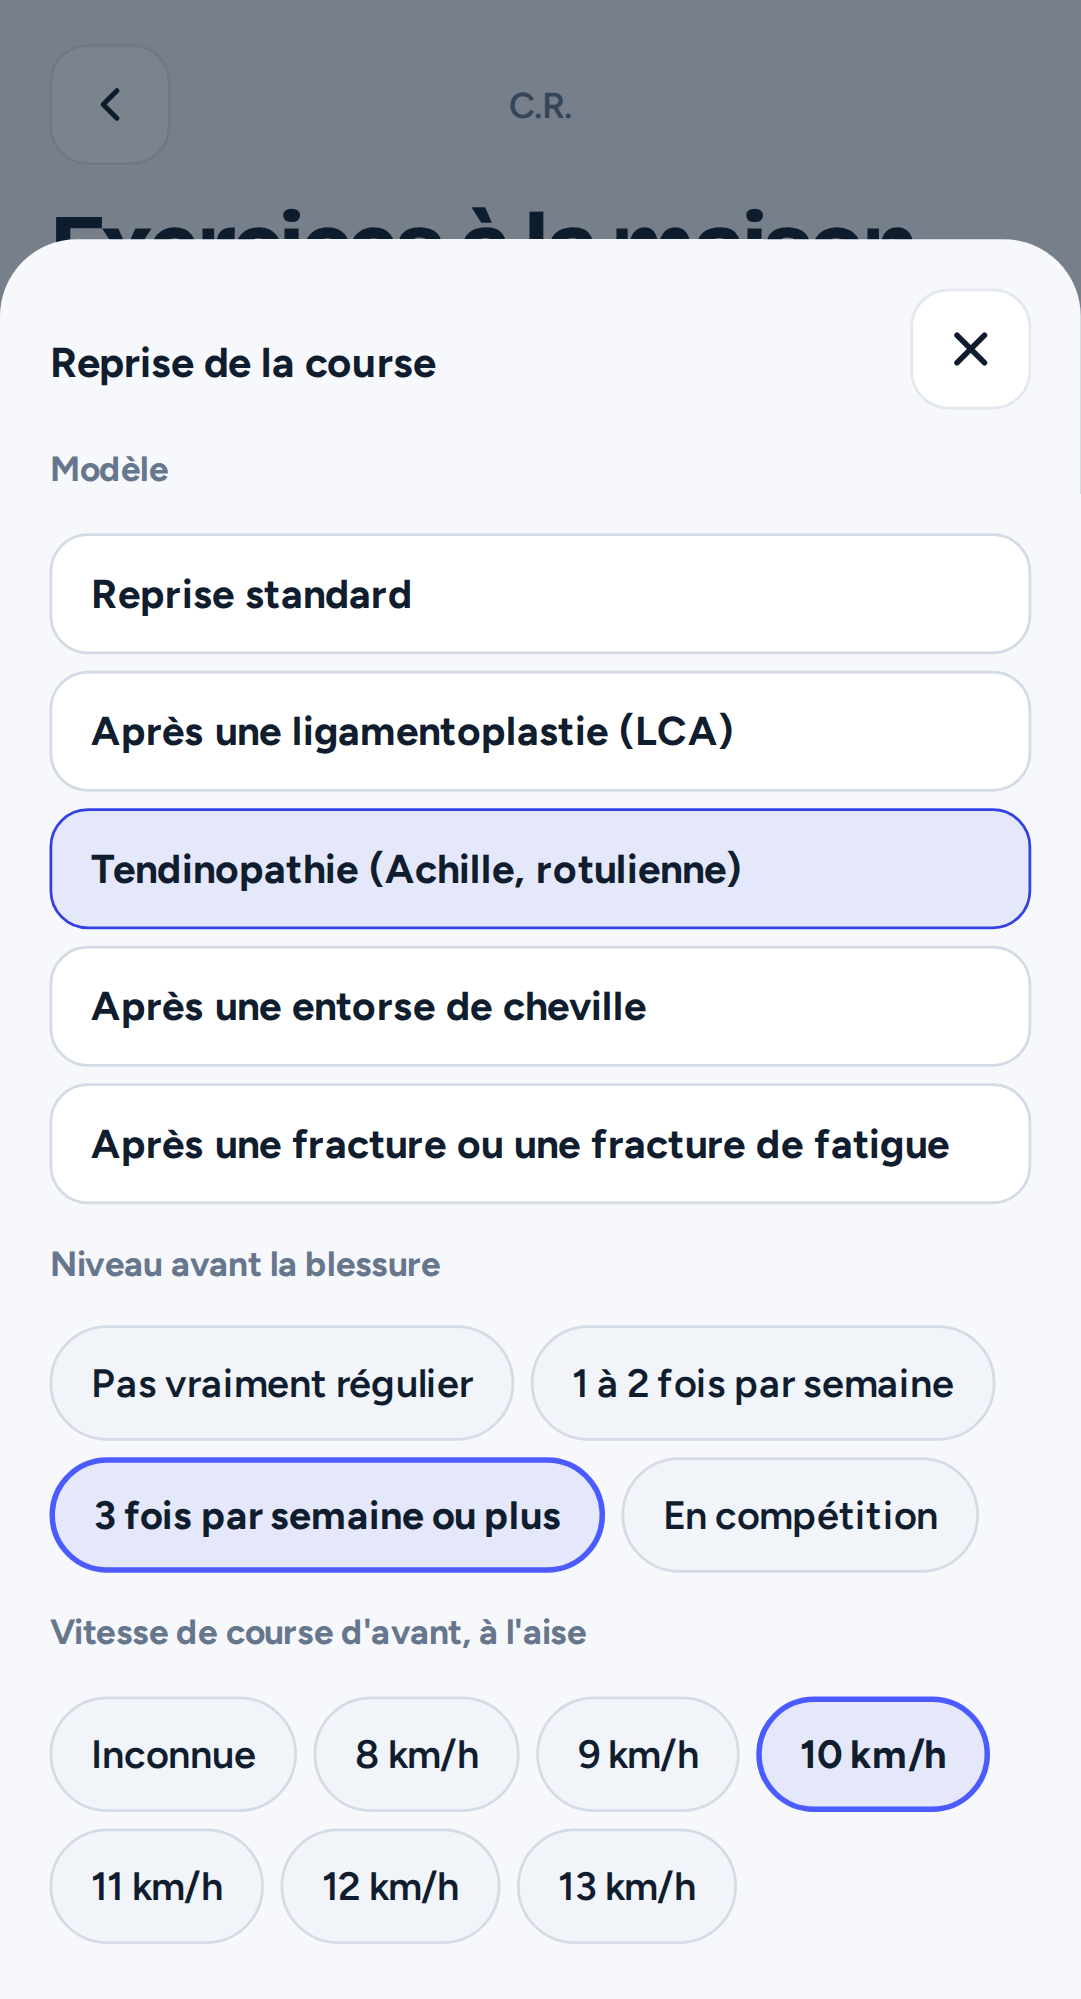 C.R.
Exercices à la maison
Reprise de la course
Modèle
Reprise standard
Après une ligamentoplastie (LCA)
Tendinopathie (Achille, rotulienne)
Après une entorse de cheville
Après une fracture ou une fracture de fatigue
Niveau avant la blessure
Pas vraiment régulier
1 à 2 fois par semaine
3 fois par semaine ou plus
En compétition
Vitesse de course d'avant, à l'aise
Inconnue
8 km/h
9 km/h
10 km/h
11 km/h
12 km/h
13 km/h